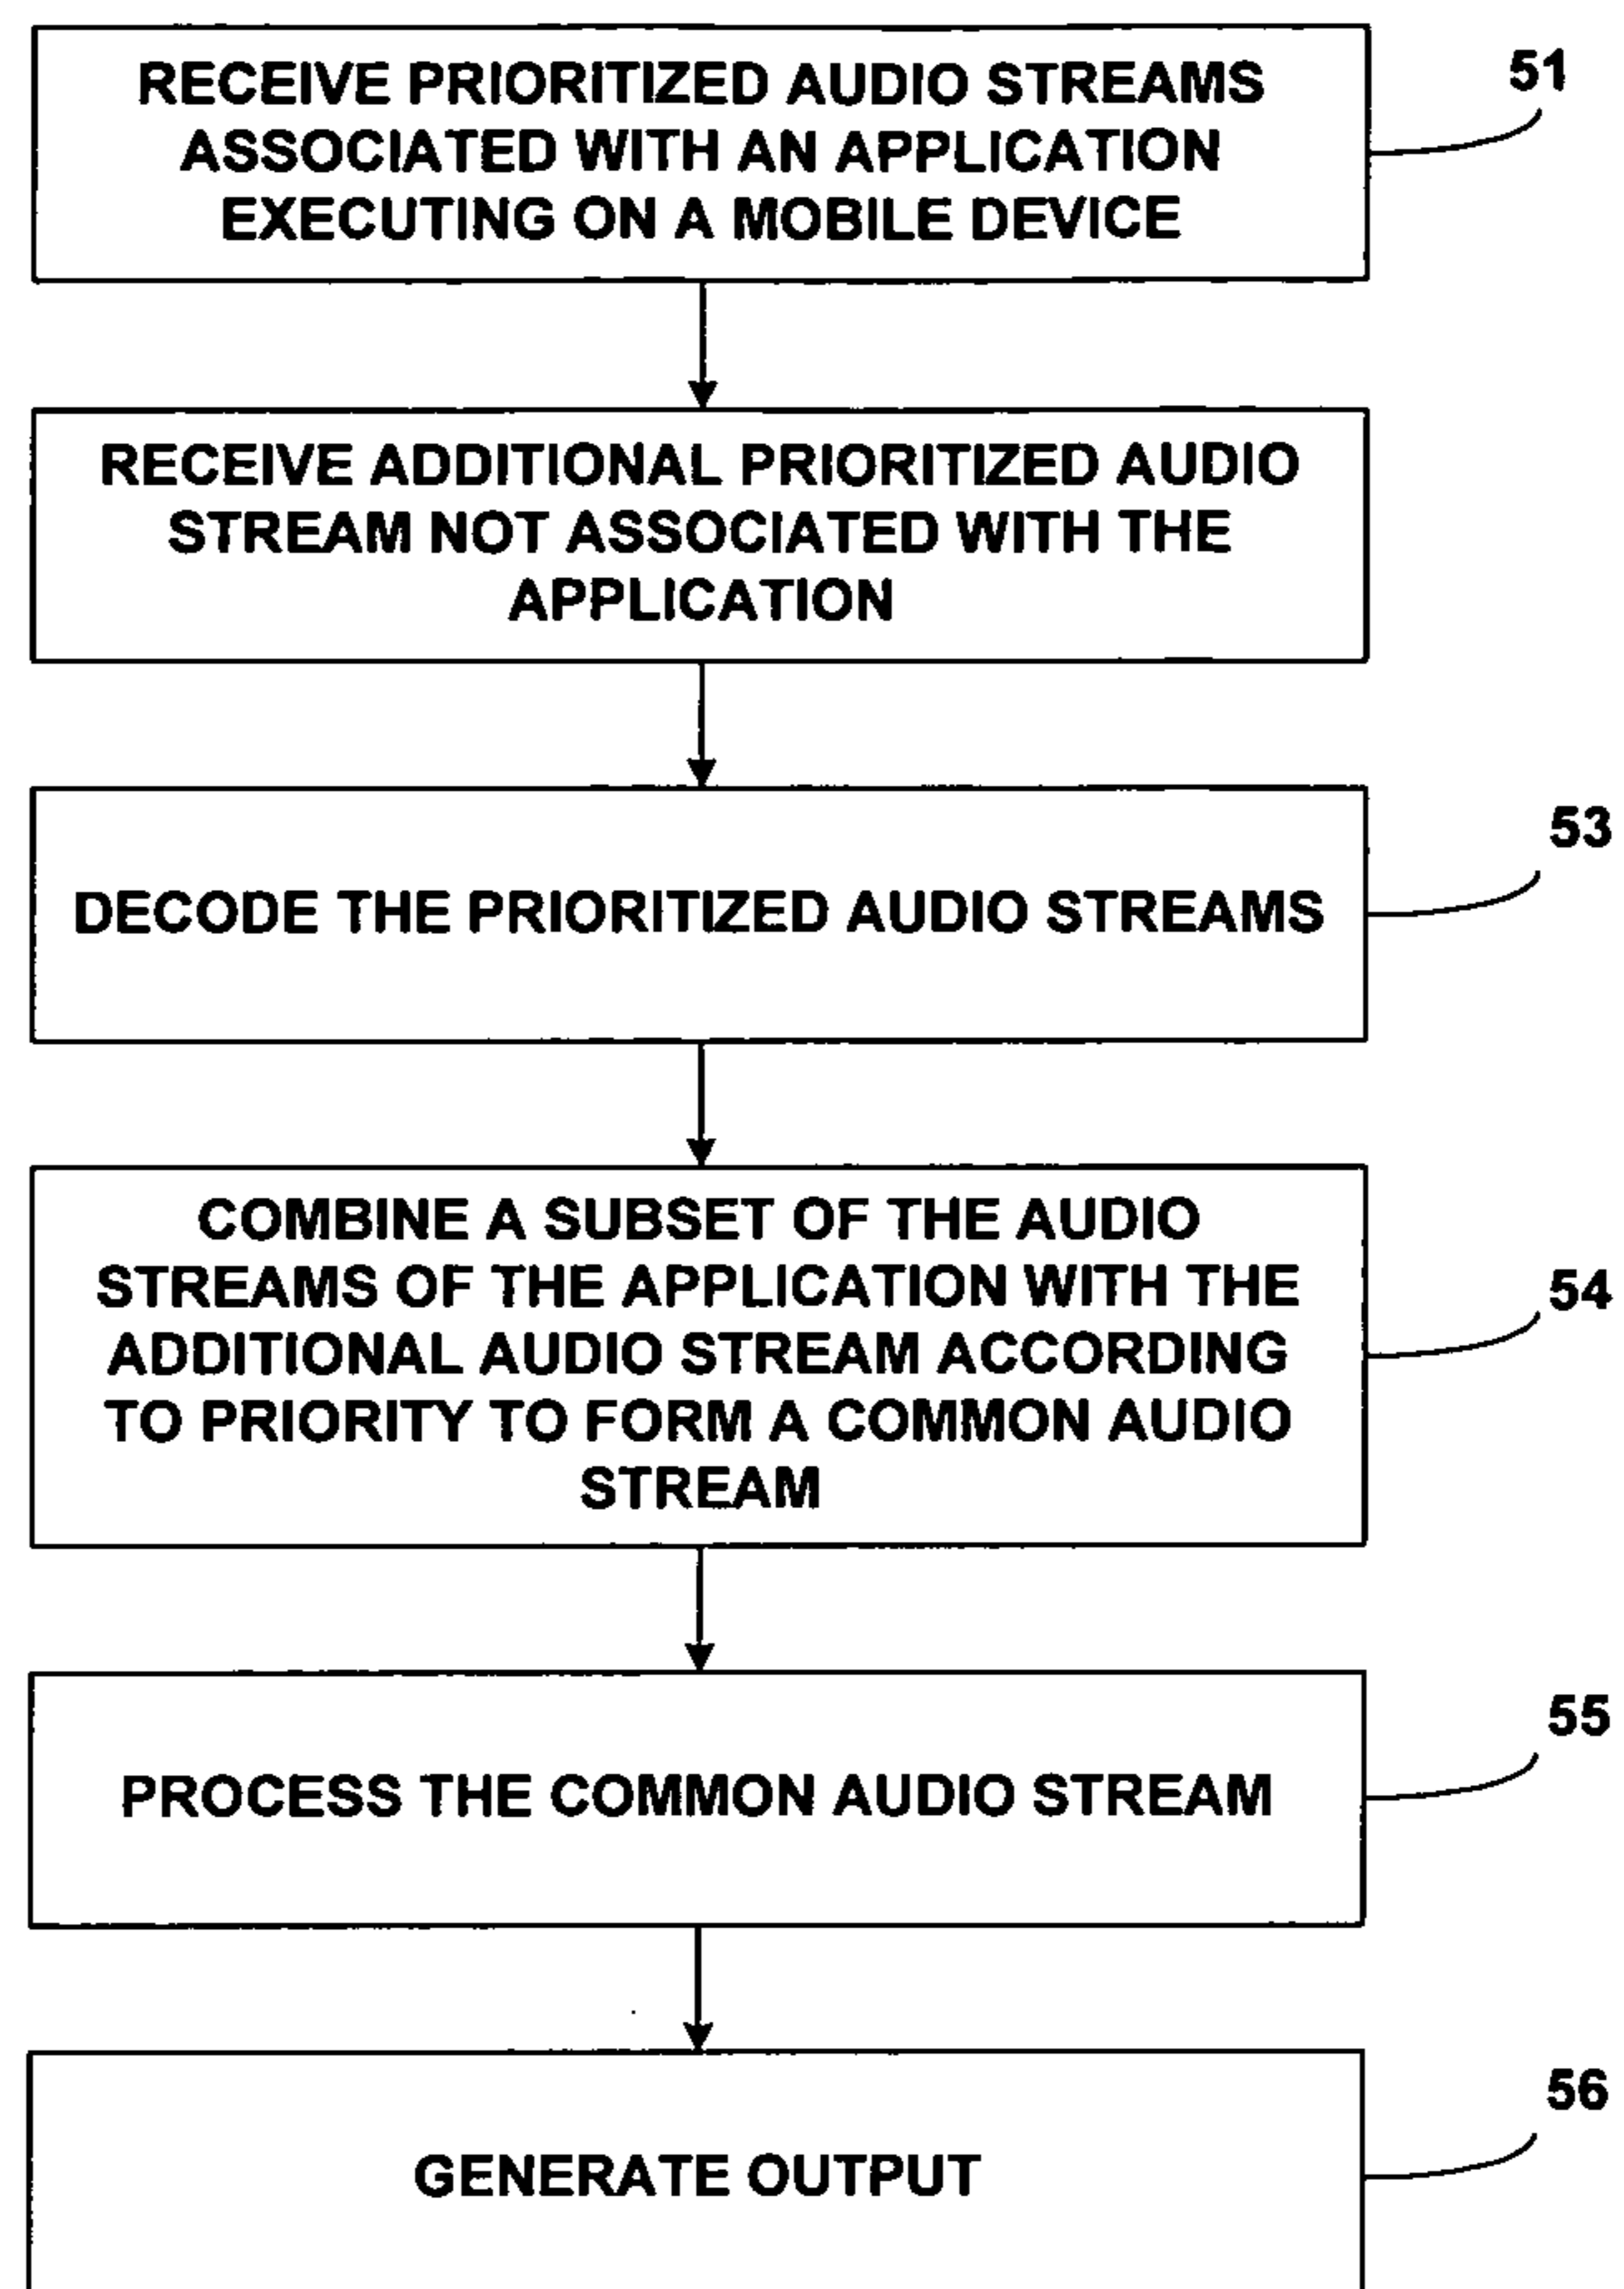 RECEIVE PRIORITIZED AUDIO STREAMS
ASSOCIATED WITH AN APPLICATION
EXECUTING ON A MOBILE DEVICE
51
RECEIVE ADDITIONAL PRIORITIZED AUDIO
STREAM NOT ASSOCIATED WITH THE
APPLICATION
DECODE THE PRIORITIZED AUDIO STREAMS
53
COMBINE A SUBSET OF THE AUDIO
STREAMS OF THE APPLICATION WITH THE
ADDITIONAL AUDIO STREAM ACCORDING
TO PRIORITY TO FORM A COMMON AUDIO
STREAM
54
PROCESS THE COMMON AUDIO STREAM
55
GENERATE OUTPUT
56